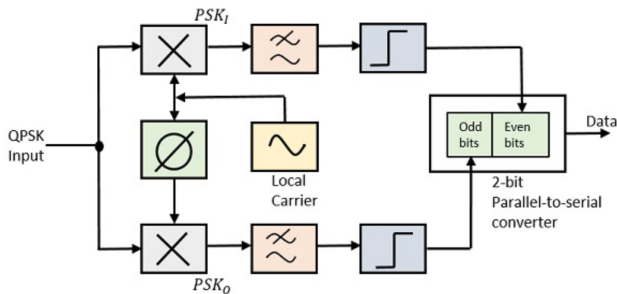 PSK_I
QPSK
Input
Local
Carrier
Odd
bits
Even
bits
Data
2-bit
Parallel-to-serial
converter
PSK_Q